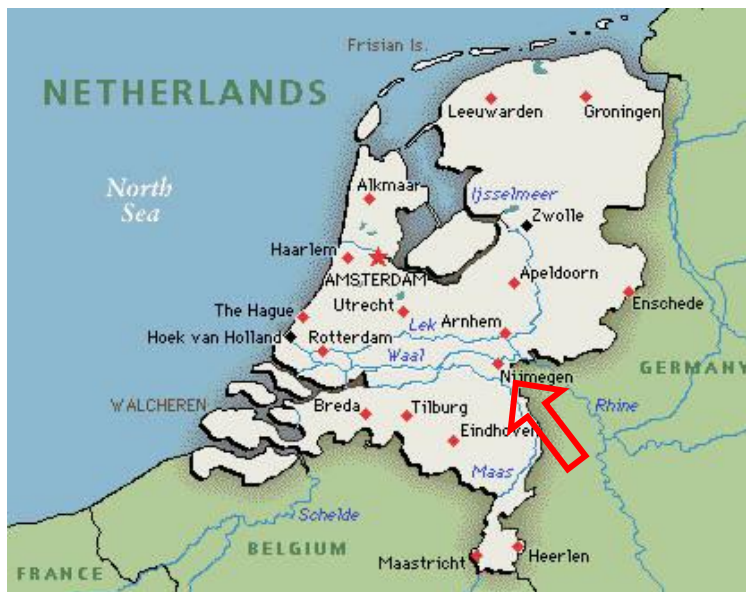 Frisian Is.
NETHERLANDS
Leeuwarden
Groningen
North
Sea
Alkmaar
Ijsselmeer
Zwolle
Haarlem
AMSTERDAM
Apeldoorn
Enschede
The Hague
Utrecht
Lek
Arnhem
Hoek van Holland
Rotterdam
Waal
Nijmegen
GERMANY
WALCHEREN
Breda
Tilburg
Rhine
Eindhoven
Maas
Schelde
BELGIUM
Maastricht
Heerlen
FRANCE